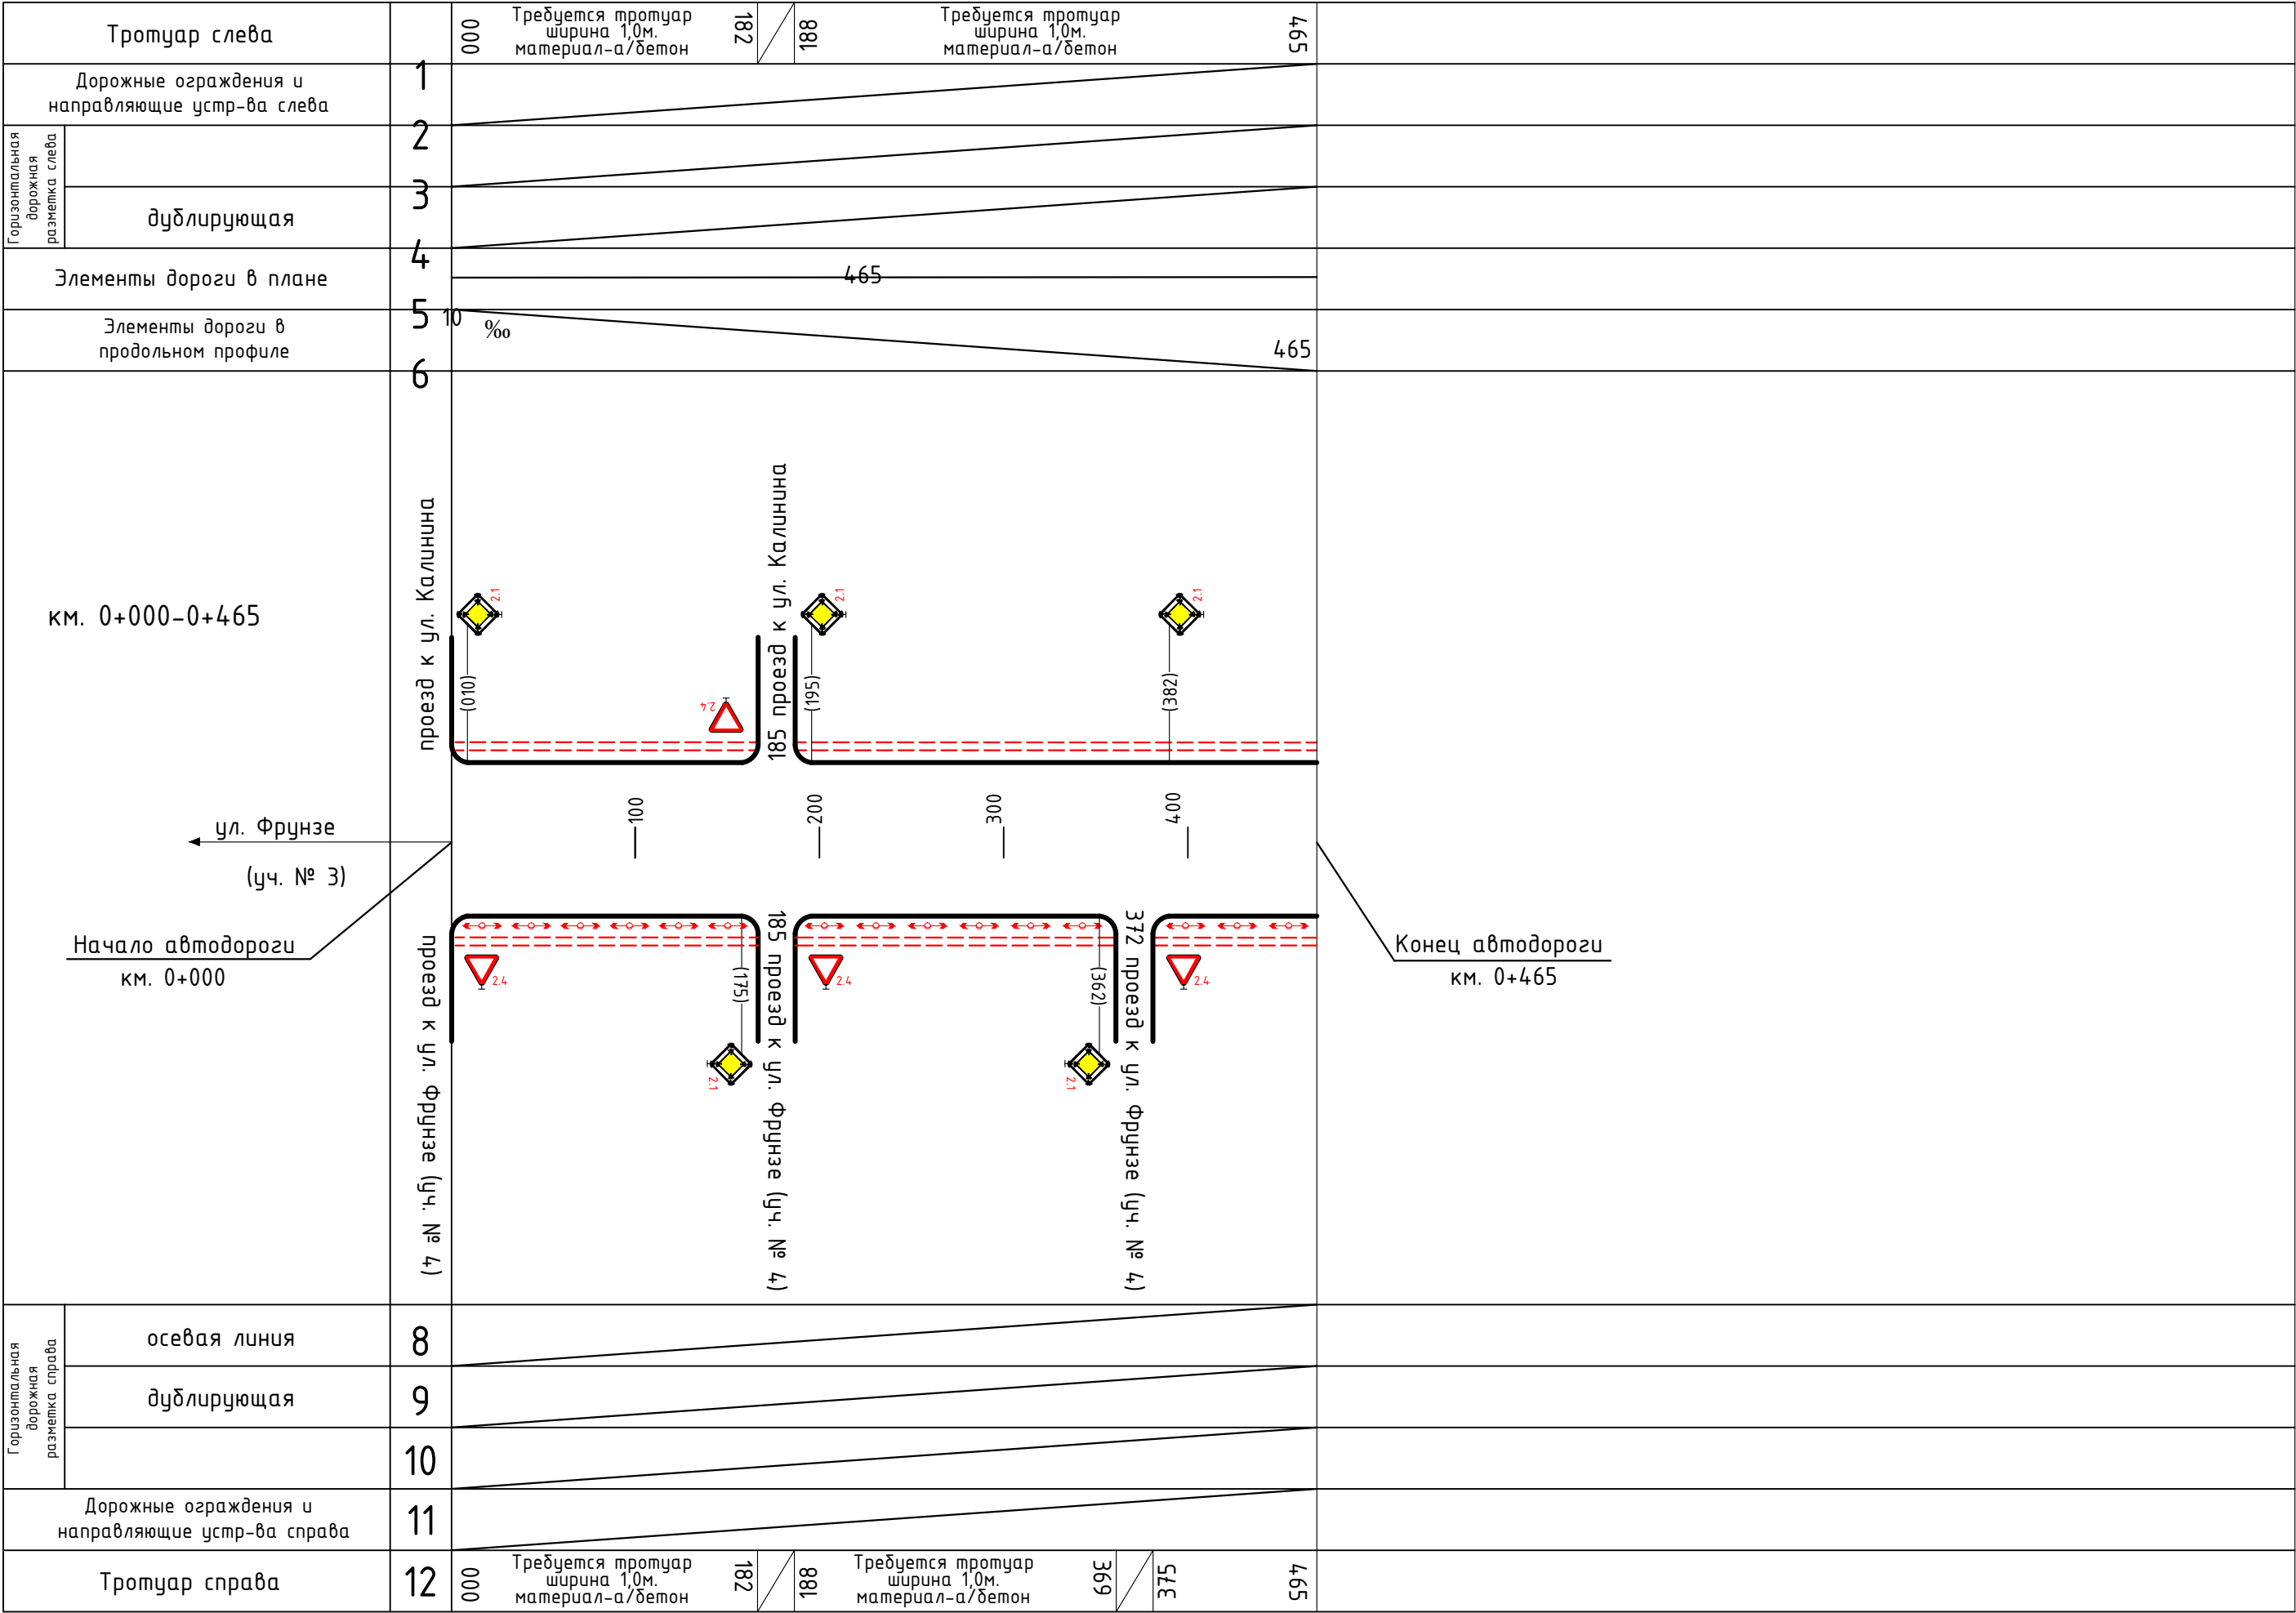 Тротуар слева
000
Требуется тротуар
ширина 1,0м.
материал-а/бетон
182
188
Требуется тротуар
ширина 1,0м.
материал-а/бетон
465
Дорожные ограждения и
направляющие устр-ва слева
1
Горизонтальная
дорожная
разметка слева
2
дублирующая
3
Элементы дороги в плане
4
465
Элементы дороги в
продольном профиле
5
10
‰
465
6
км. 0+000-0+465
проезд к ул. Калинина
185 проезд к ул. Калинина
2.1
2.1
2.1
(010)
2.4
(195)
(382)
100
200
300
400
ул. Фрунзе
(уч. № 3)
Начало автодороги
км. 0+000
Конец автодороги
км. 0+465
проезд к ул. Фрунзе (уч. № 4)
2.4
(175)
2.1
185 проезд к ул. Фрунзе (уч. № 4)
2.4
(362)
2.1
372 проезд к ул. Фрунзе (уч. № 4)
2.4
Горизонтальная
дорожная
разметка справа
осевая линия
8
дублирующая
9
10
Дорожные ограждения и
направляющие устр-ва справа
11
Тротуар справа
12
000
Требуется тротуар
ширина 1,0м.
материал-а/бетон
182
188
Требуется тротуар
ширина 1,0м.
материал-а/бетон
369
375
465